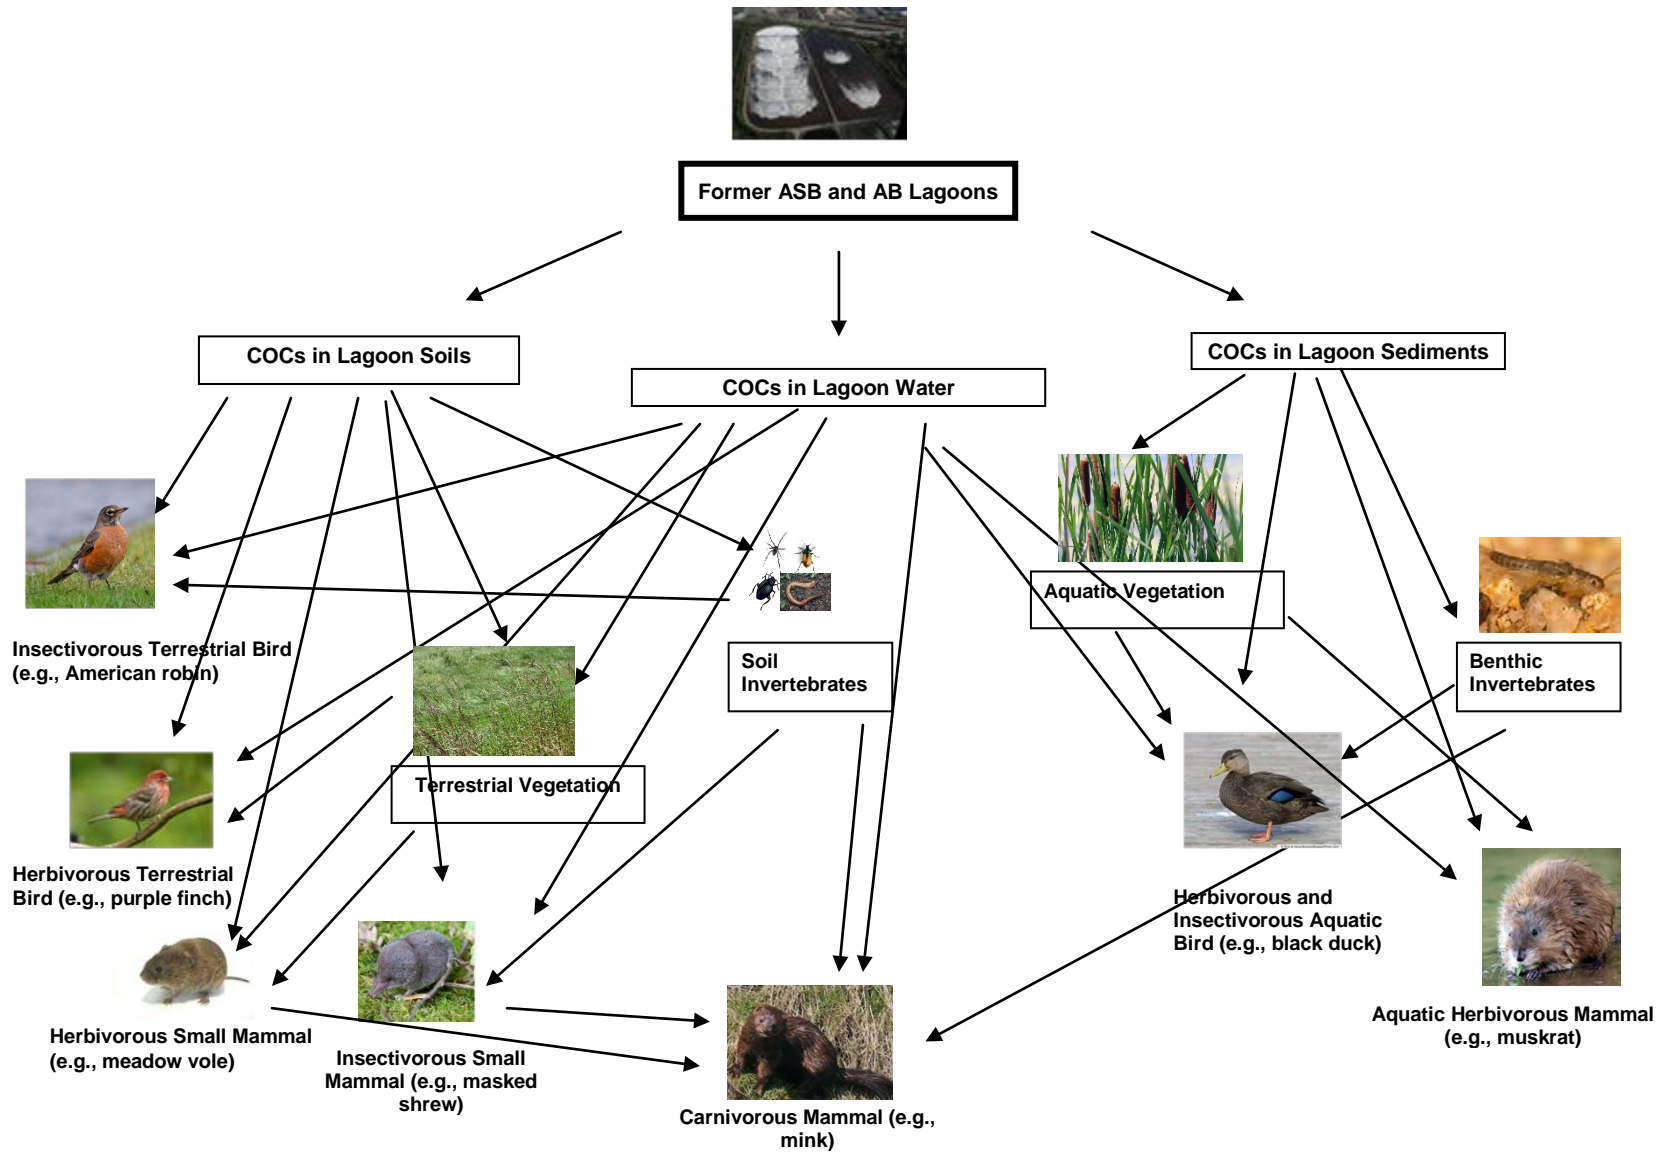 Former ASB and AB Lagoons
COCs in Lagoon Soils
COCs in Lagoon Water
COCs in Lagoon Sediments
Aquatic Vegetation
Insectivorous Terrestrial Bird
(e.g., American robin)
Soil
Invertebrates
Benthic
Invertebrates
Terrestrial Vegetation
Herbivorous Terrestrial
Bird (e.g., purple finch)
Herbivorous and
Insectivorous Aquatic
Bird (e.g., black duck)
Herbivorous Small Mammal
(e.g., meadow vole)
Insectivorous Small
Mammal (e.g., masked
shrew)
Carnivorous Mammal (e.g.,
mink)
Aquatic Herbivorous Mammal
(e.g., muskrat)